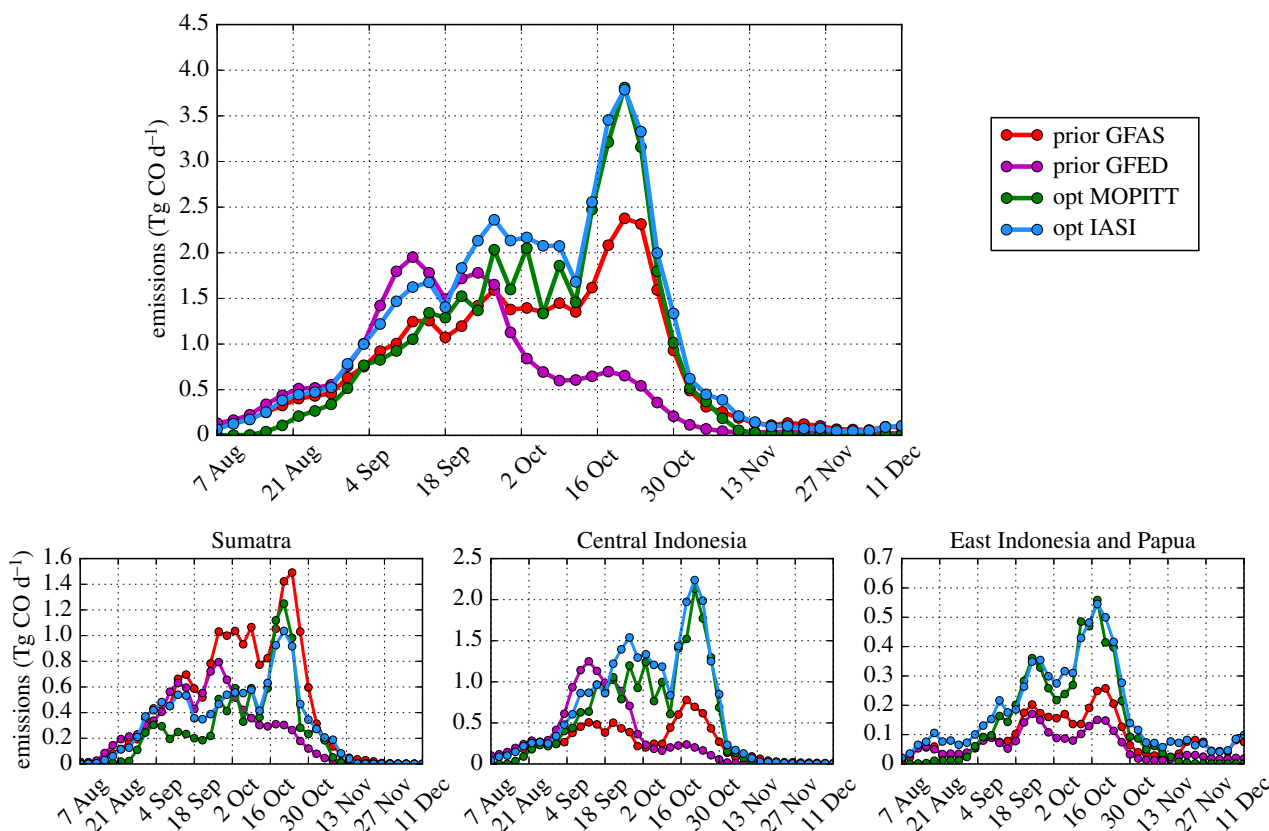 4.5
4.0
3.5
3.0
2.5
2.0
1.5
1.0
0.5
0
emissions (Tg CO d⁻¹)
7 Aug
21 Aug
4 Sep
18 Sep
2 Oct
16 Oct
30 Oct
13 Nov
27 Nov
11 Dec
prior GFAS
prior GFED
opt MOPITT
opt IASI
Sumatra
1.6
1.4
1.2
1.0
0.8
0.6
0.4
0.2
0
emissions (Tg CO d⁻¹)
7 Aug
21 Aug
4 Sep
18 Sep
2 Oct
16 Oct
30 Oct
13 Nov
27 Nov
11 Dec
Central Indonesia
2.5
2.0
1.5
1.0
0.5
0
7 Aug
21 Aug
4 Sep
18 Sep
2 Oct
16 Oct
30 Oct
13 Nov
27 Nov
11 Dec
East Indonesia and Papua
0.7
0.6
0.5
0.4
0.3
0.2
0.1
0
7 Aug
21 Aug
4 Sep
18 Sep
2 Oct
16 Oct
30 Oct
13 Nov
27 Nov
11 Dec